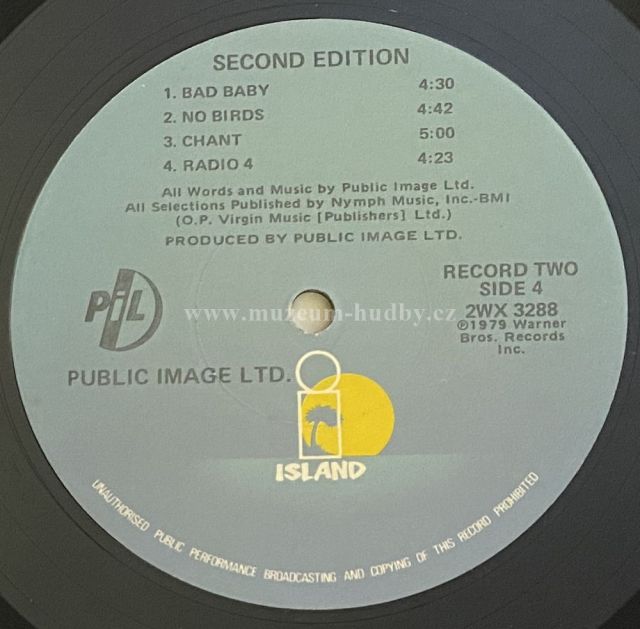 SECOND EDITION
1. BAD BABY 4:30
2. NO BIRDS 4:42
3. CHANT 5:00
4. RADIO 4 4:23
All Words and Music by Public Image Ltd.
All Selections Published by Nymph Music, Inc.-BMI
(O.P. Virgin Music [Publishers] Ltd.)
PRODUCED BY PUBLIC IMAGE LTD.
RECORD TWO
SIDE 4
2WX 3288
℗1979 Warner
Bros. Records
Inc.
PiL
www.muzeum-hudby.cz
PUBLIC IMAGE LTD.
ISLAND
UNAUTHORISED PUBLIC PERFORMANCE BROADCASTING AND COPYING OF THIS RECORD PROHIBITED